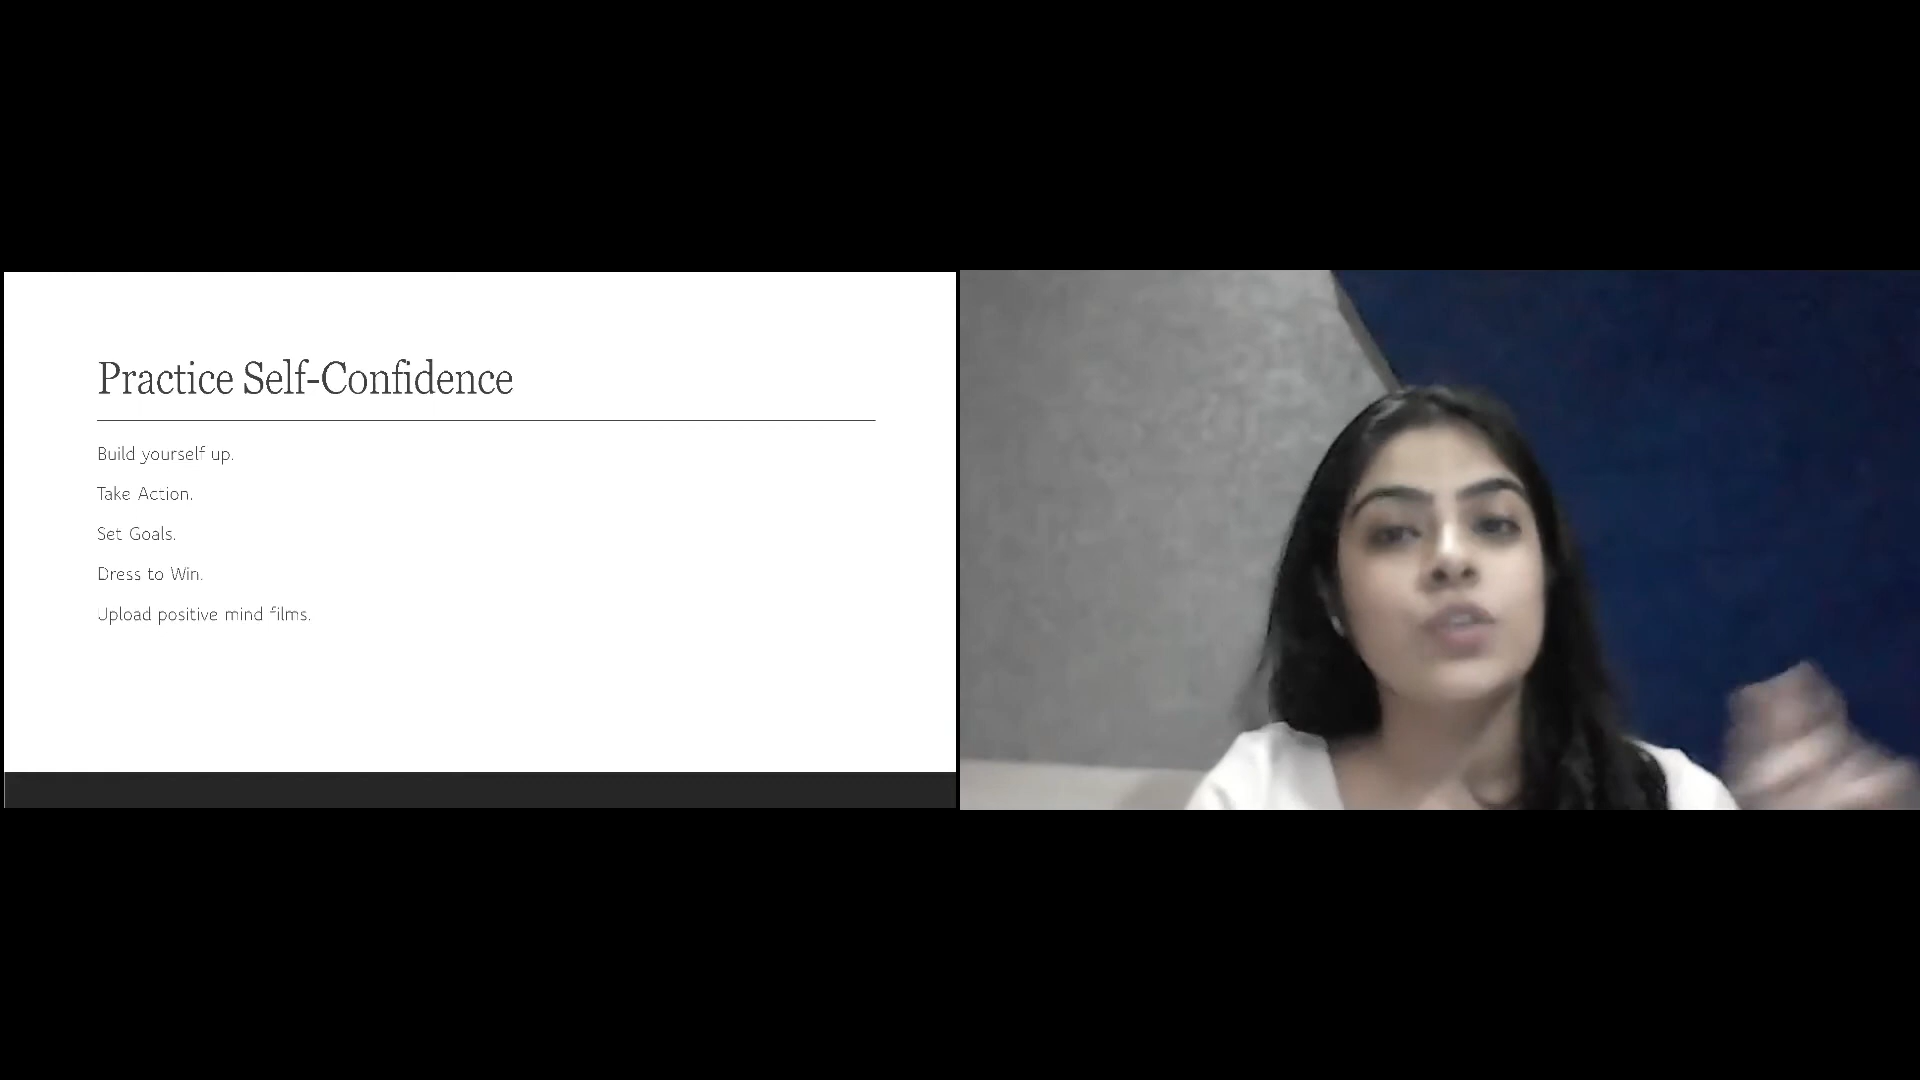 Practice Self-Confidence
Build yourself up.
Take Action.
Set Goals.
Dress to Win.
Upload positive mind films.